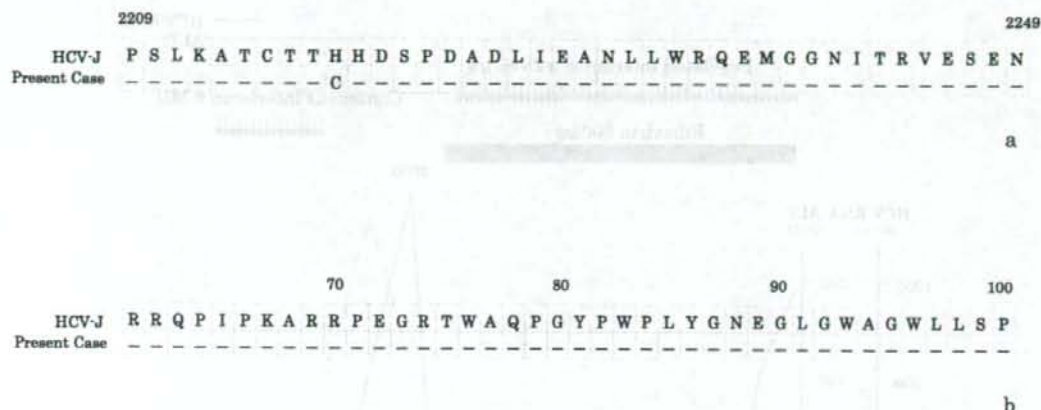 2209 2249
HCV-J P S L K A T C T T H H D S P D A D L I E A N L L W R Q E M G G N I T R V E S E N
Present Case – – – – – – – – – C – – – – – – – – – – – – – – – – – – – – – – – – – – – – – –
a
70 80 90 100
HCV-J R R Q P I P K A R R P E G R T W A Q P G Y P W P L Y G N E G L G W A G W L L S P
Present Case – – – – – – – – – – – – – – – – – – – – – – – – – – – – – – – – – – – – – – – –
b